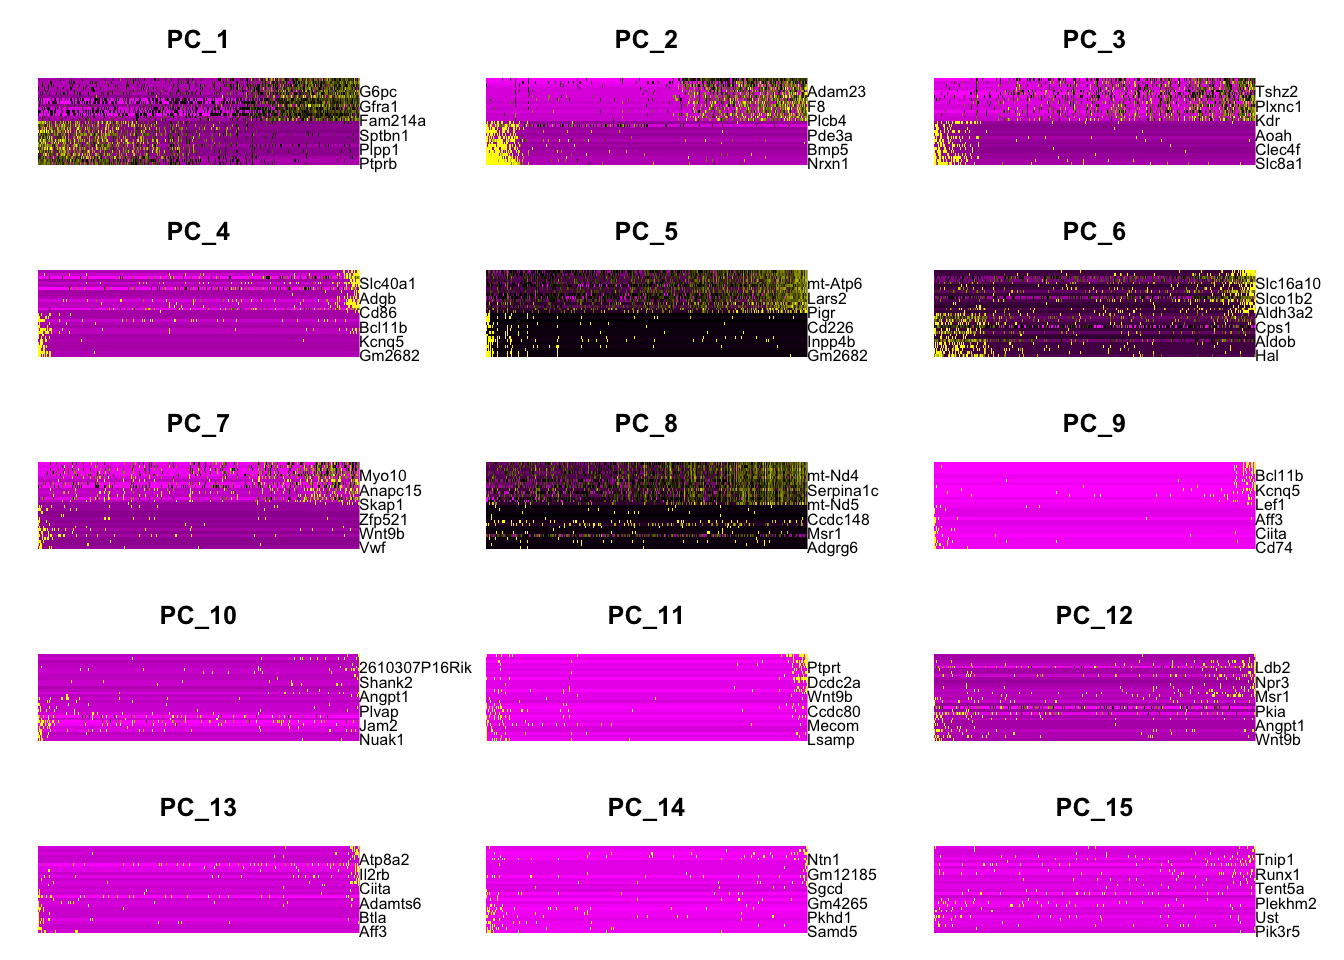 PC_1
G6pc
Gfra1
Fam214a
Sptbn1
Plpp1
Ptprb
PC_2
Adam23
F8
Plcb4
Pde3a
Bmp5
Nrxn1
PC_3
Tshz2
Plxnc1
Kdr
Aoah
Clec4f
Slc8a1
PC_4
Slc40a1
Adgb
Cd86
Bcl11b
Kcnq5
Gm2682
PC_5
mt-Atp6
Lars2
Pigr
Cd226
Inpp4b
Gm2682
PC_6
Slc16a10
Slco1b2
Aldh3a2
Cps1
Aldob
Hal
PC_7
Myo10
Anapc15
Skap1
Zfp521
Wnt9b
Vwf
PC_8
mt-Nd4
Serpina1c
mt-Nd5
Ccdc148
Msr1
Adgrg6
PC_9
Bcl11b
Kcnq5
Lef1
Aff3
Ciita
Cd74
PC_10
2610307P16Rik
Shank2
Angpt1
Plvap
Jam2
Nuak1
PC_11
Ptprt
Dcdc2a
Wnt9b
Ccdc80
Mecom
Lsamp
PC_12
Ldb2
Npr3
Msr1
Pkia
Angpt1
Wnt9b
PC_13
Atp8a2
Il2rb
Ciita
Adamts6
Btla
Aff3
PC_14
Ntn1
Gm12185
Sgcd
Gm4265
Pkhd1
Samd5
PC_15
Tnip1
Runx1
Tent5a
Plekhm2
Ust
Pik3r5